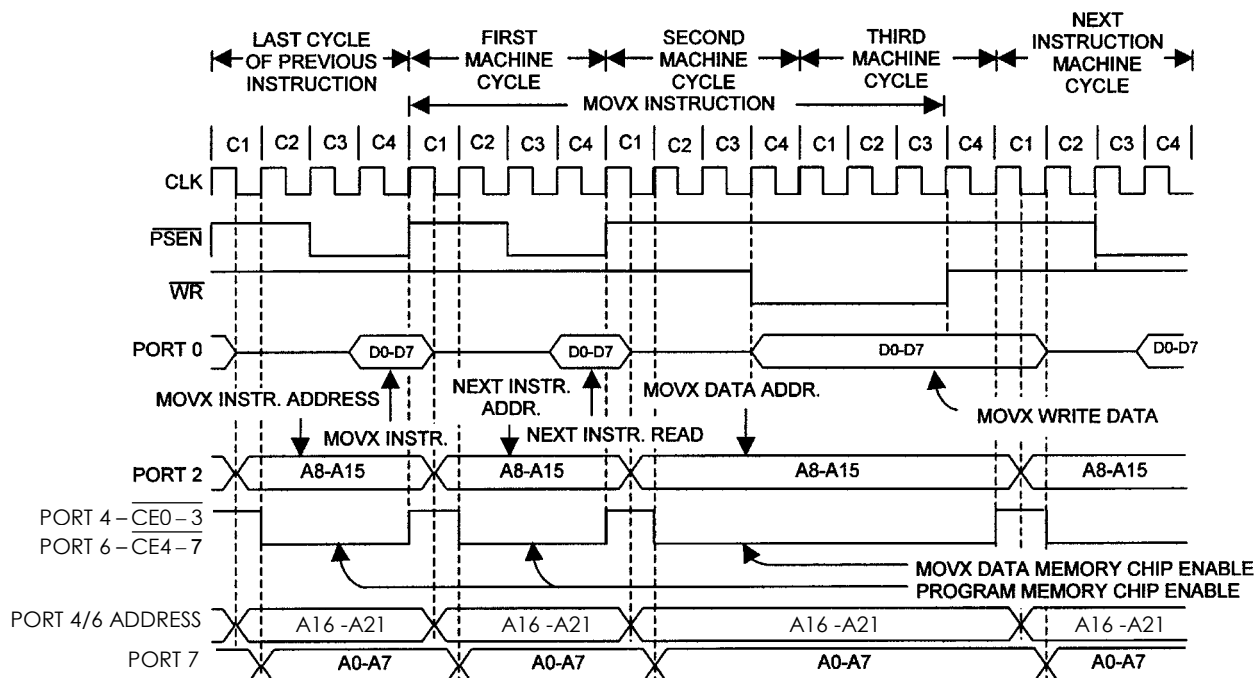 LAST CYCLE
OF PREVIOUS
INSTRUCTION
FIRST
MACHINE
CYCLE
SECOND
MACHINE
CYCLE
THIRD
MACHINE
CYCLE
NEXT
INSTRUCTION
MACHINE
CYCLE
MOVX INSTRUCTION
C1 C2 C3 C4 C1 C2 C3 C4 C1 C2 C3 C4 C1 C2 C3 C4 C1 C2 C3 C4
CLK
PSEN
WR
PORT 0 D0-D7 D0-D7 D0-D7 D0-D7
MOVX INSTR. ADDRESS
MOVX INSTR.
NEXT INSTR.
ADDR.
NEXT INSTR. READ
MOVX DATA ADDR.
MOVX WRITE DATA
PORT 2 A8-A15 A8-A15 A8-A15 A8-A15
PORT 4 – CE0 – 3
PORT 6 – CE4 – 7
MOVX DATA MEMORY CHIP ENABLE
PROGRAM MEMORY CHIP ENABLE
PORT 4/6 ADDRESS A16 -A21 A16 -A21 A16 -A21 A16 -A21
PORT 7 A0-A7 A0-A7 A0-A7 A0-A7